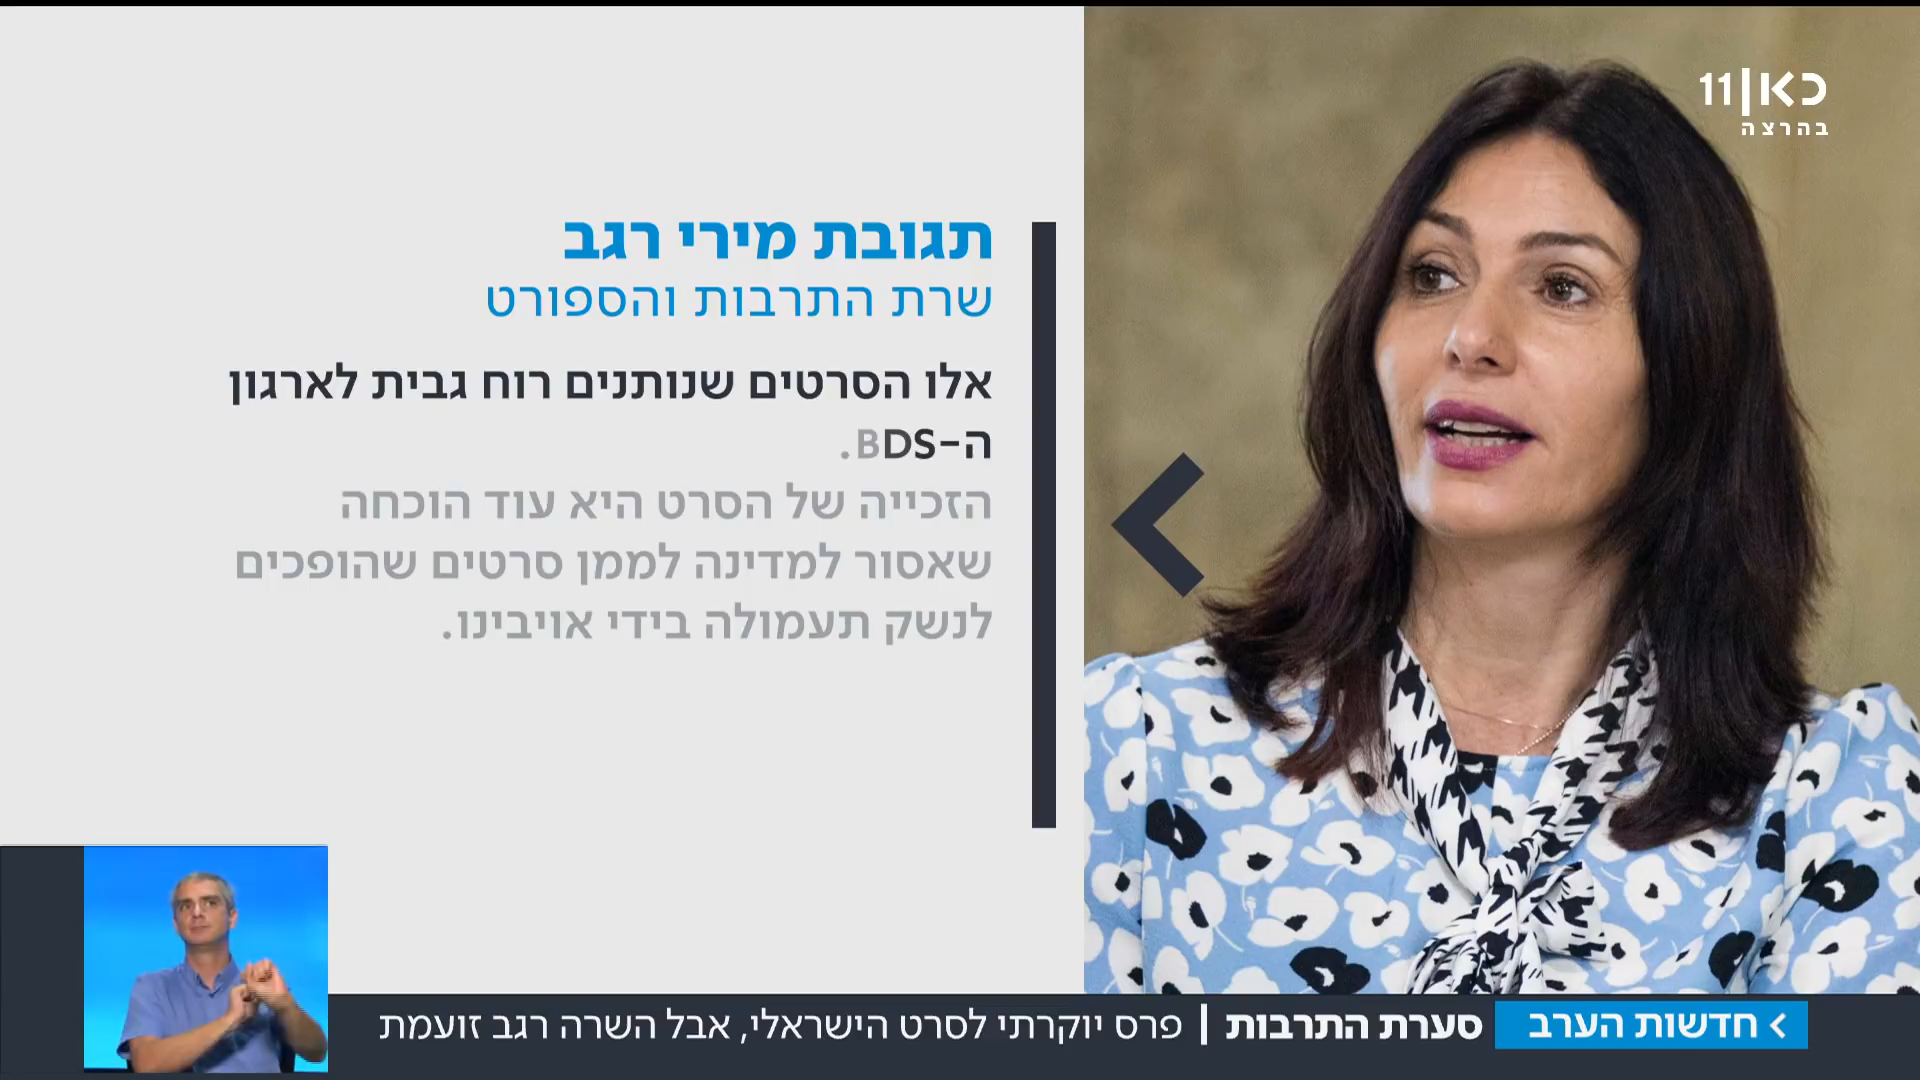 כאן|11
בהרצה
תגובת מירי רגב
שרת התרבות והספורט
אלו הסרטים שנותנים רוח גבית לארגון
ה-BDS.
הזכייה של הסרט היא עוד הוכחה
שאסור למדינה לממן סרטים שהופכים
לנשק תעמולה בידי אויבינו.
חדשות הערב סערת התרבות | פרס יוקרתי לסרט הישראלי, אבל השרה רגב זועמת